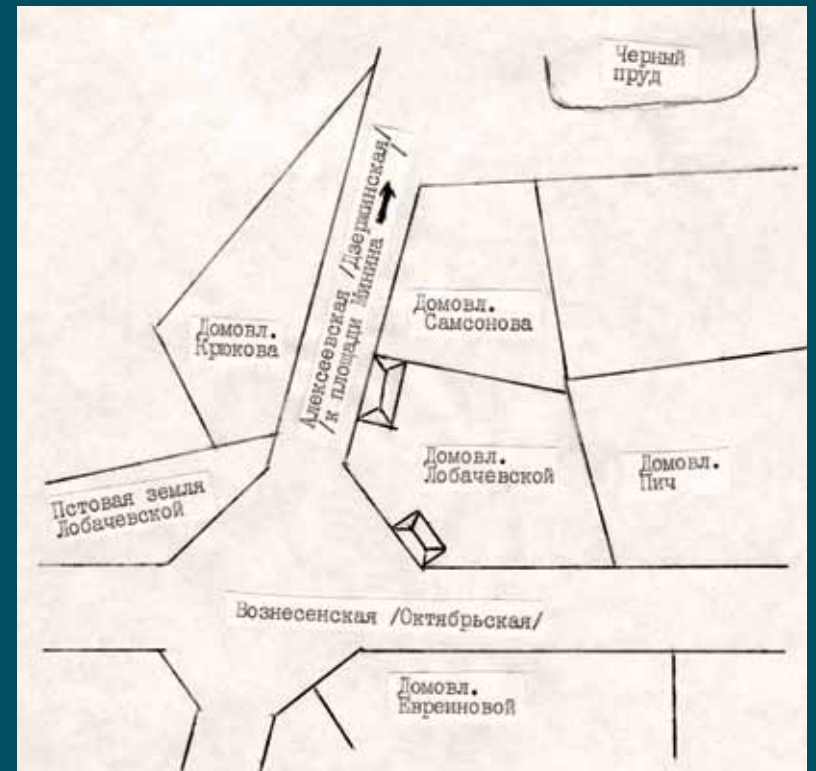 Черный
пруд
Алексеевская /Дзержинская/
/к площади Минина
Домовл.
Самсонова
Домовл.
Крюкова
Домовл.
Лобачевской
Домовл.
Пич
Пстовая земля
Лобачевской
Вознесенская /Октябрьская/
Домовл.
Евреиновой